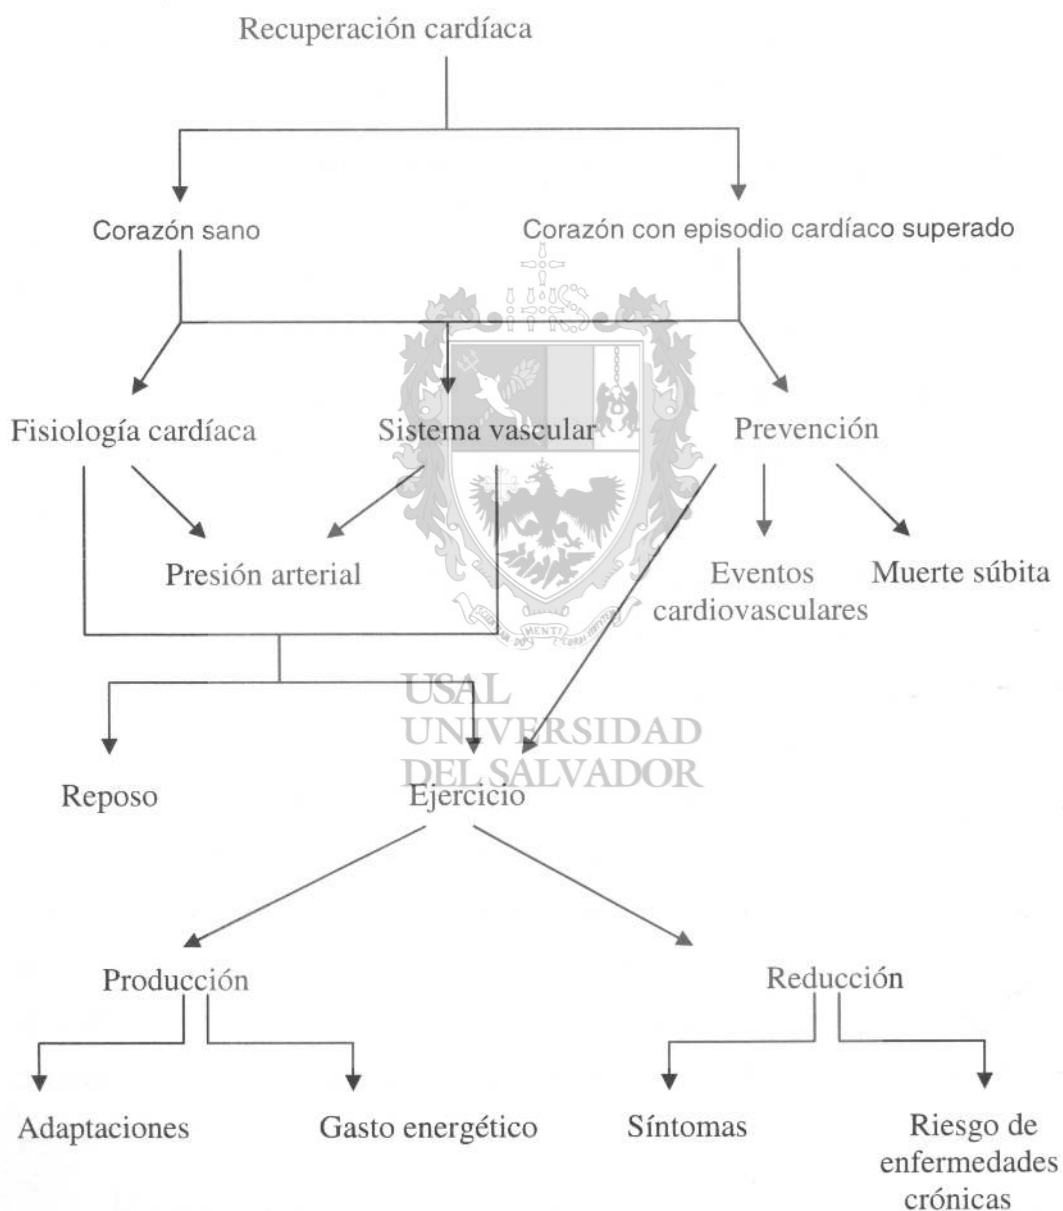 Recuperación cardíaca
Corazón sano
Corazón con episodio cardíaco superado
Fisiología cardíaca
Sistema vascular
Prevención
Presión arterial
Eventos
cardiovasculares
Muerte súbita
USAL
UNIVERSIDAD
DEL SALVADOR
Reposo
Ejercicio
Producción
Reducción
Adaptaciones
Gasto energético
Síntomas
Riesgo de
enfermedades
crónicas